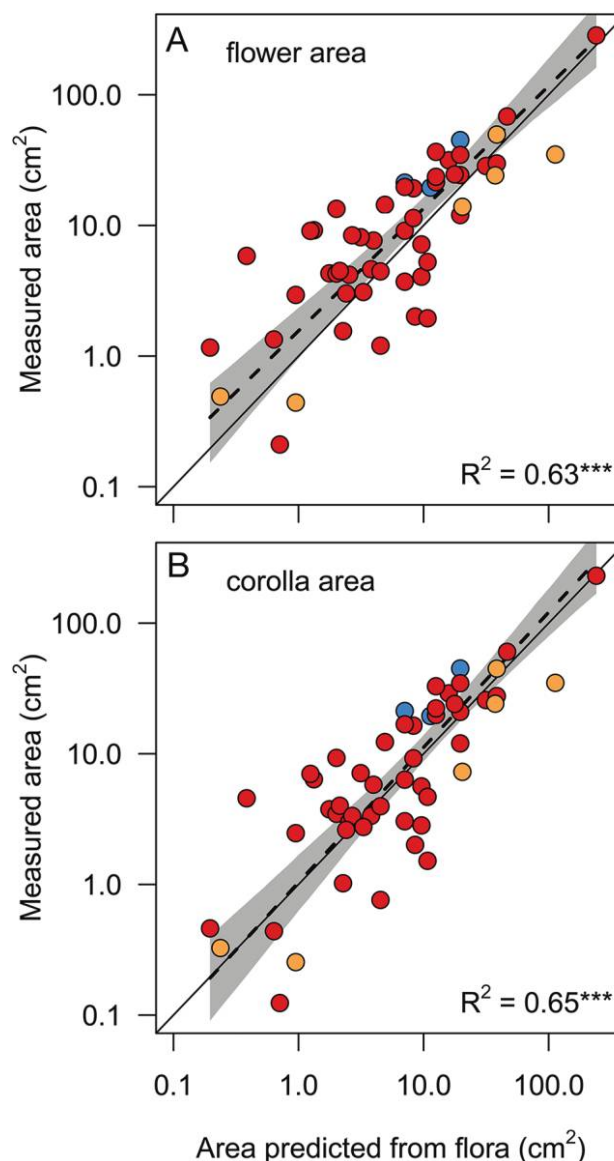 A flower area
100.0
10.0
1.0
0.1
Measured area (cm²)
R² = 0.63***
B corolla area
100.0
10.0
1.0
0.1
Measured area (cm²)
R² = 0.65***
0.1 1.0 10.0 100.0
Area predicted from flora (cm²)